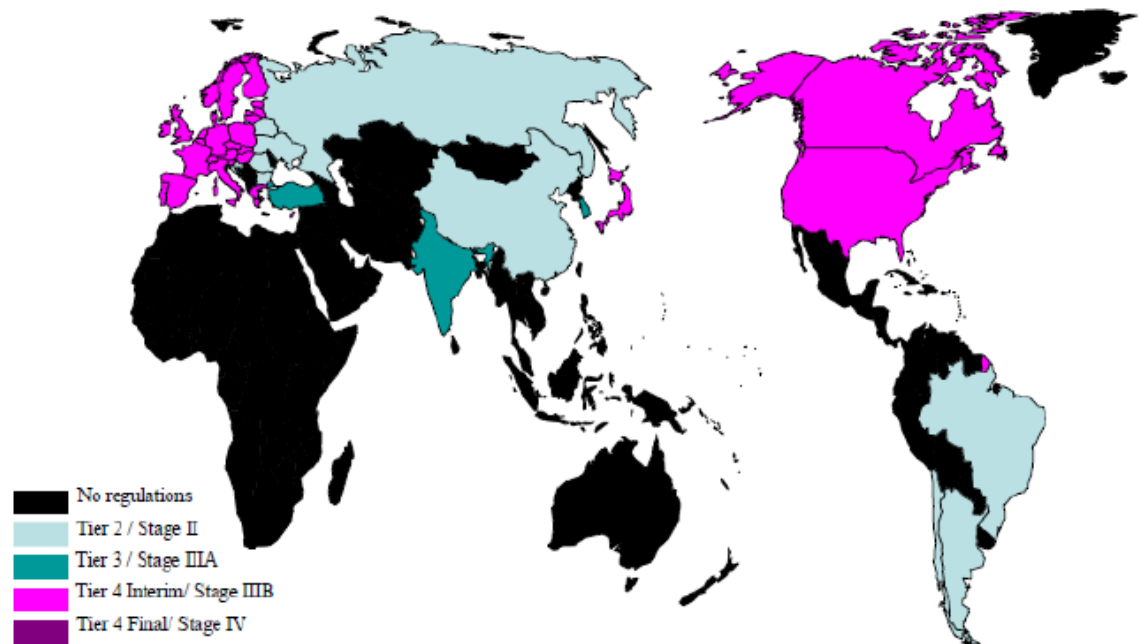 No regulations
Tier 2 / Stage II
Tier 3 / Stage IIIA
Tier 4 Interim/ Stage IIIB
Tier 4 Final/ Stage IV